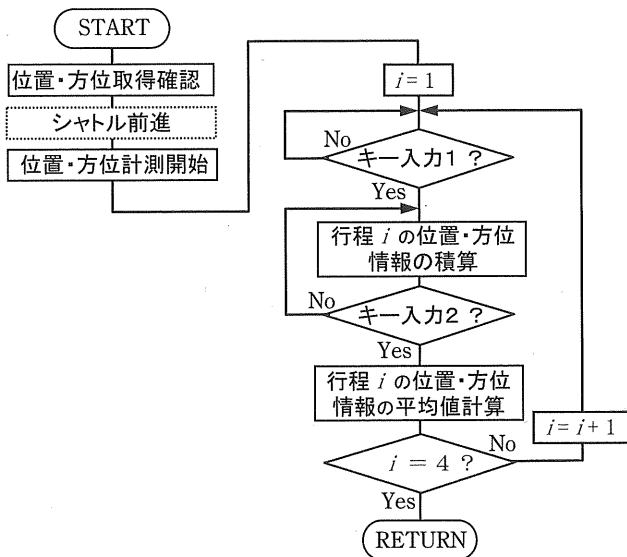 START
位置・方位取得確認
シャトル前進
位置・方位計測開始
i = 1
No
キー入力1 ?
Yes
行程 i の位置・方位
情報の積算
No
キー入力2 ?
Yes
行程 i の位置・方位
情報の平均値計算
i = i + 1
No
i = 4 ?
Yes
RETURN